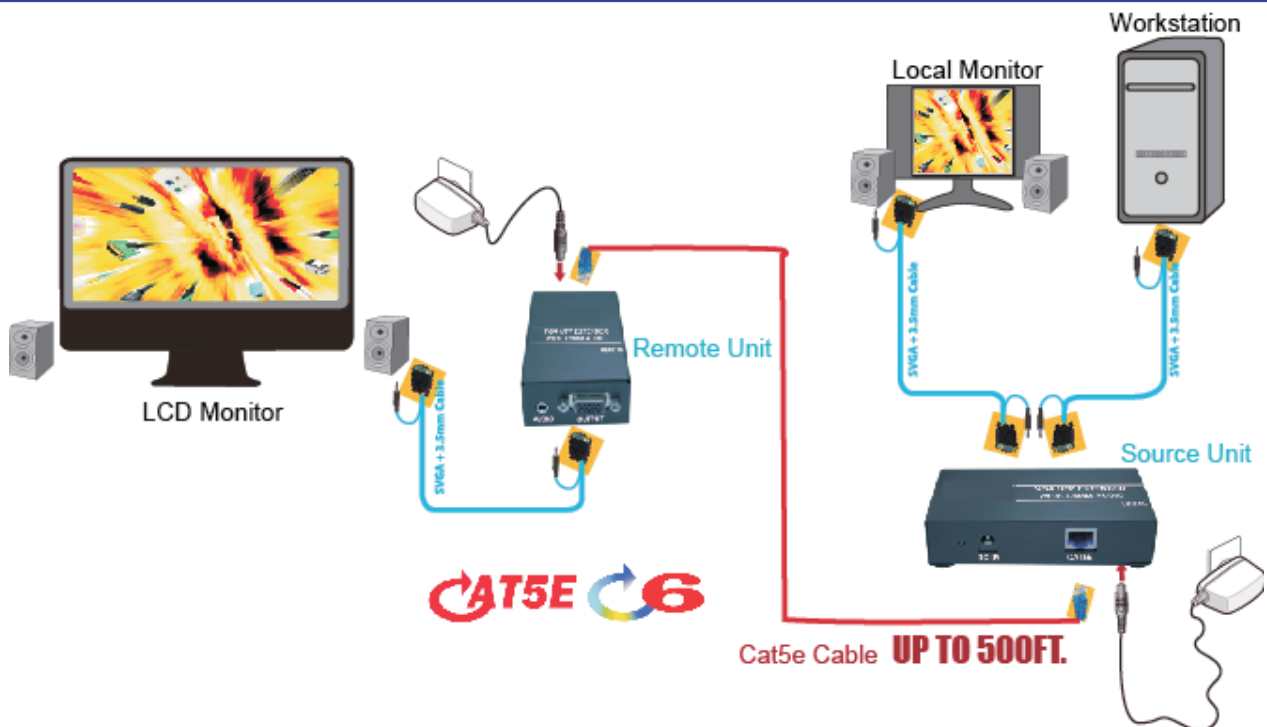 Workstation
Local Monitor
SVGA + 3.5mm Cable
SVGA + 3.5mm Cable
Remote Unit
AUDIO
OUTPUT
LCD Monitor
SVGA + 3.5mm Cable
Source Unit
DC IN
CAT5E
CAT5E 6
Cat5e Cable UP TO 500FT.